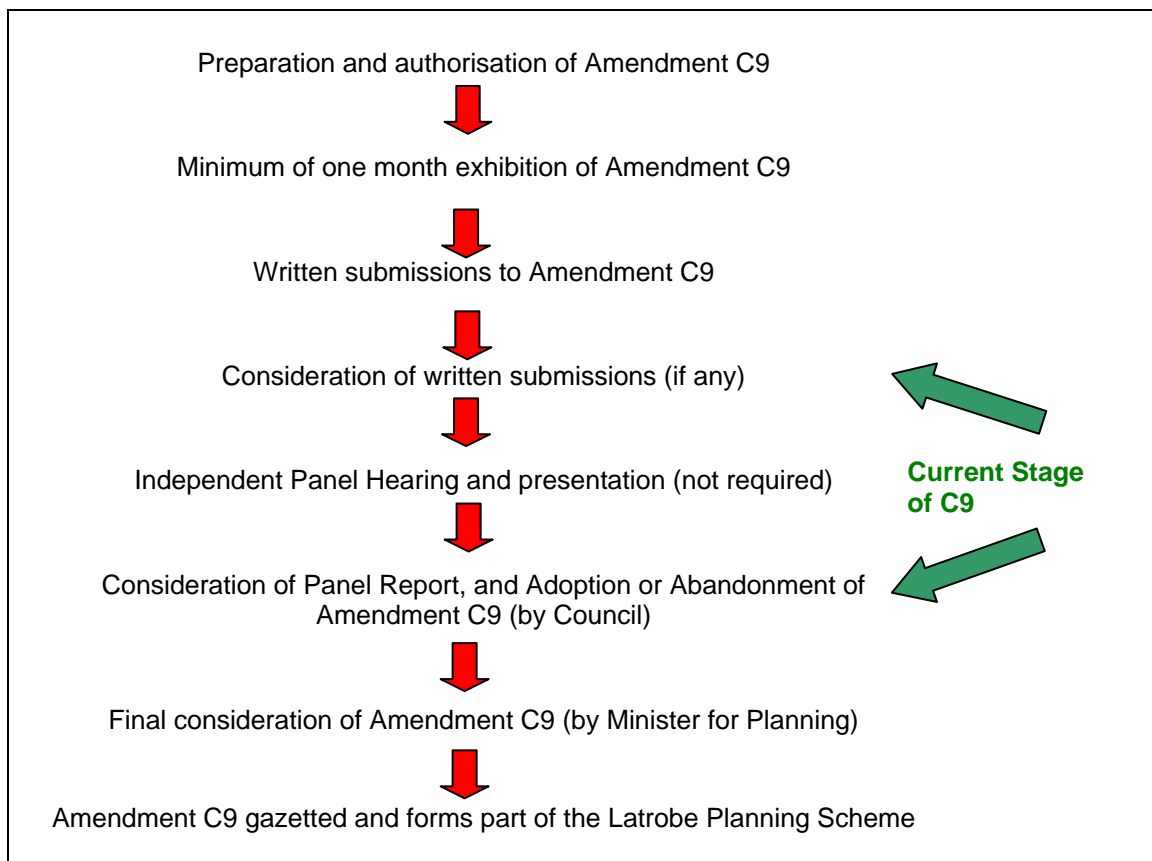 Preparation and authorisation of Amendment C9
Minimum of one month exhibition of Amendment C9
Written submissions to Amendment C9
Consideration of written submissions (if any)
Independent Panel Hearing and presentation (not required)
Current Stage
of C9
Consideration of Panel Report, and Adoption or Abandonment of
Amendment C9 (by Council)
Final consideration of Amendment C9 (by Minister for Planning)
Amendment C9 gazetted and forms part of the Latrobe Planning Scheme